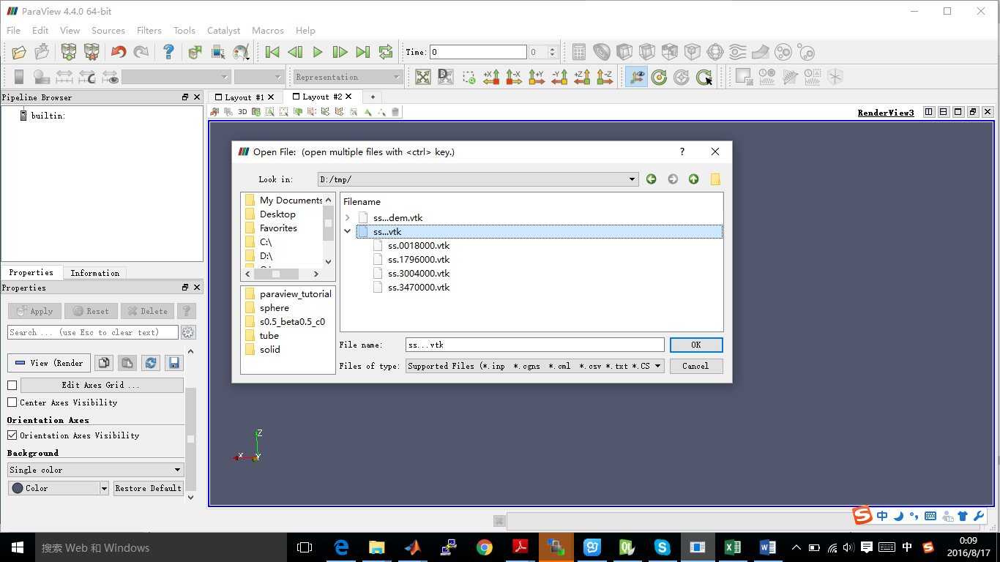 ParaView 4.4.0 64-bit
File Edit View Sources Filters Tools Catalyst Macros Help
Time: 0 0
Representation
+X -X +Y -Y +Z -Z
Pipeline Browser
builtin:
Layout #1 Layout #2 +
3D
RenderView3
Open File: (open multiple files with <ctrl> key.)
Look in: D:/tmp/
My Documents
Desktop
Favorites
C:\
D:\
paraview_tutorial
sphere
s0.5_beta0.5_c0
tube
solid
Filename
ss...dem.vtk
ss...vtk
ss.0018000.vtk
ss.1796000.vtk
ss.3004000.vtk
ss.3470000.vtk
File name: ss...vtk OK
Files of type: Supported Files (*.inp *.cgns *.cml *.csv *.txt *.CS Cancel
Properties Information
Properties
Apply Reset Delete ?
Search ... (use Esc to clear text)
View (Render
Edit Axes Grid ...
Center Axes Visibility
Orientation Axes
Orientation Axes Visibility
Background
Single color
Color Restore Default
Z
X
Y
中
搜索 Web 和 Windows
中
0:09
2016/8/17